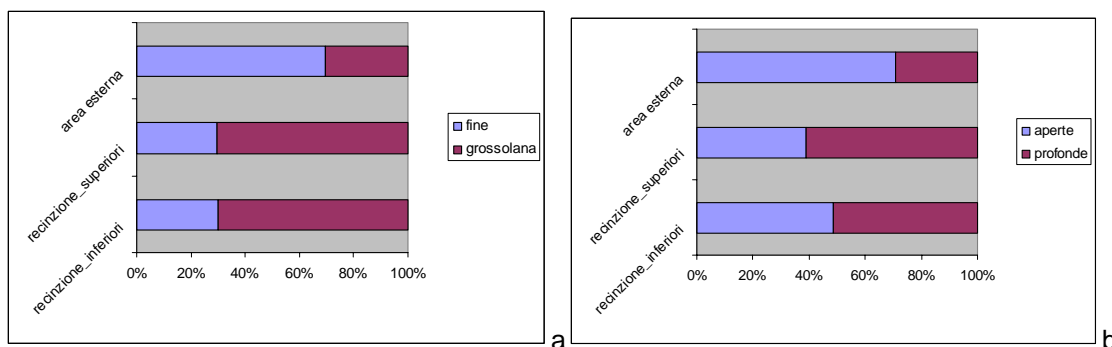 area esterna
recinzione_superiori
recinzione_inferiori
0% 20% 40% 60% 80% 100%
fine
grossolana
a
area esterna
recinzione_superiori
recinzione_inferiori
0% 20% 40% 60% 80% 100%
aperte
profonde
b